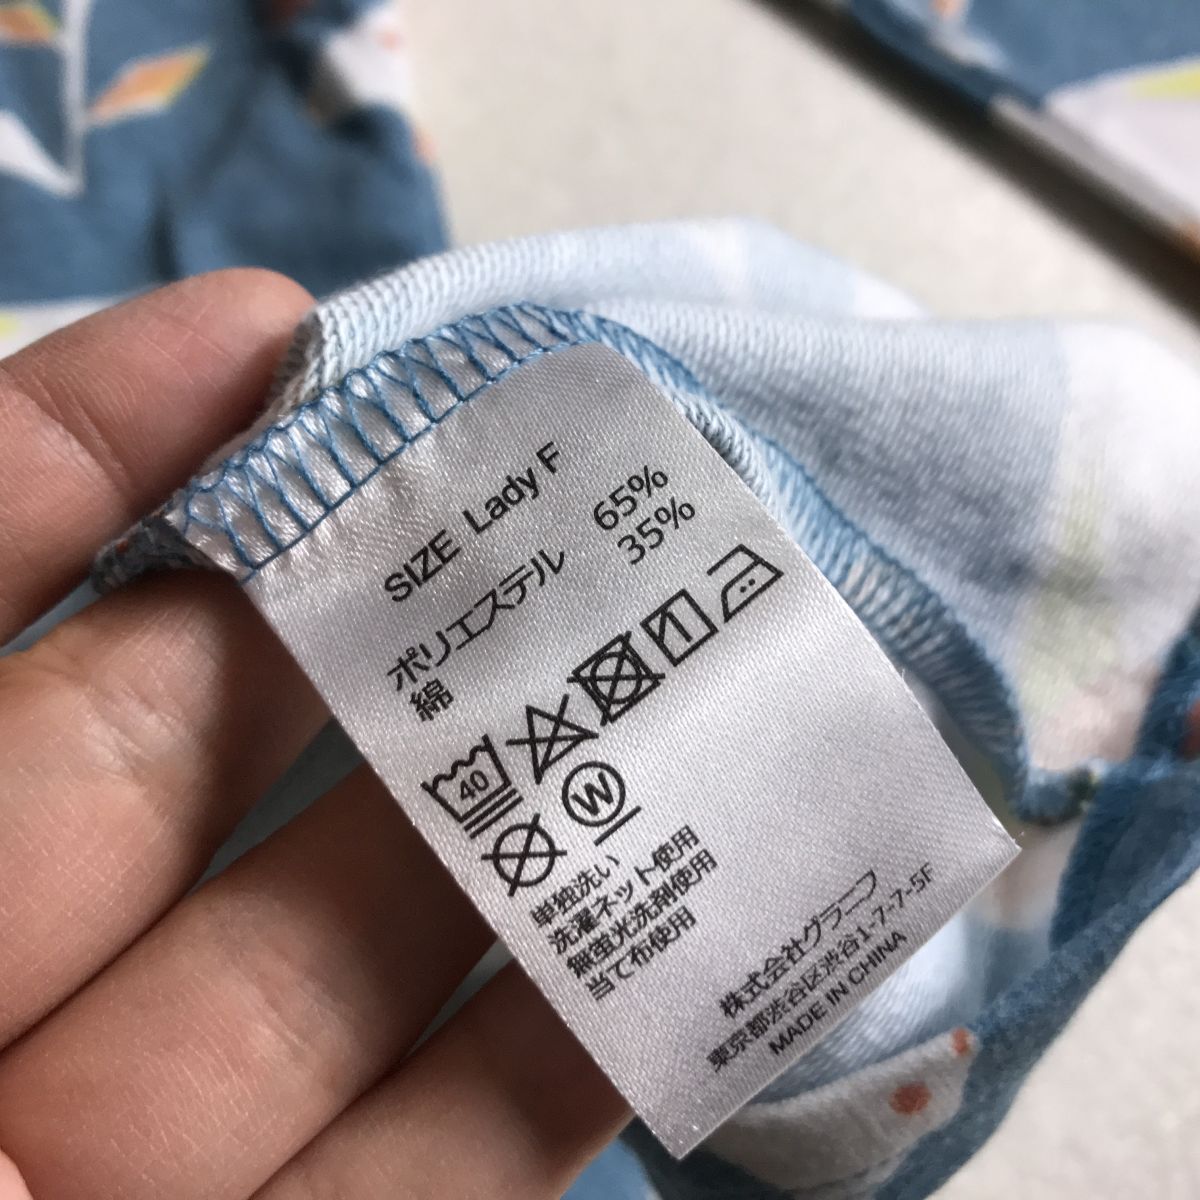 SIZE Lady F
ポリエステル 65%
綿 35%
40
W
単独洗い
洗濯ネット使用
無蛍光洗剤使用
当て布使用
株式会社グラニフ
東京都渋谷区渋谷1-7-7-5F
MADE IN CHINA